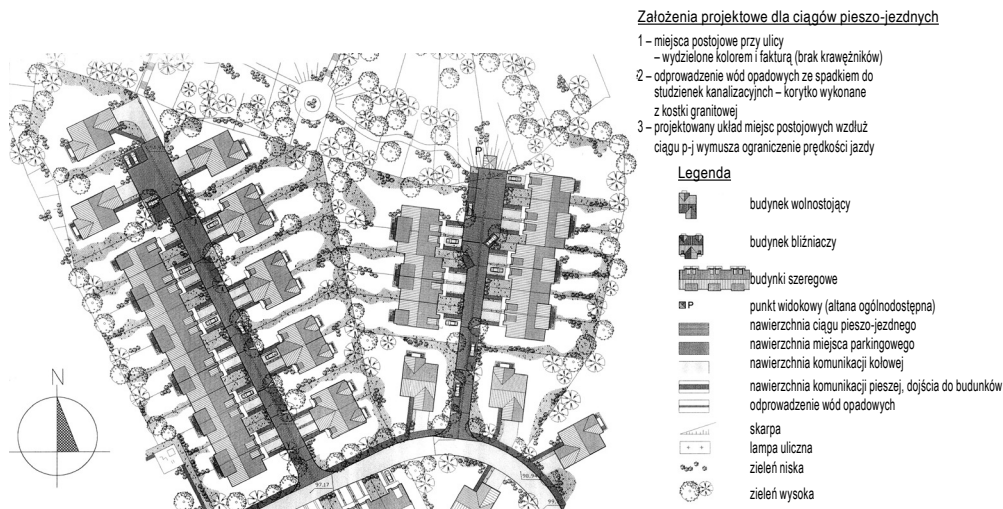 Założenia projektowe dla ciągów pieszo-jezdnych
1 – miejsca postojowe przy ulicy
– wydzielone kolorem i fakturą (brak krawężników)
2 – odprowadzenie wód opadowych ze spadkiem do
studzienek kanalizacyjnch – korytko wykonane
z kostki granitowej
3 – projektowany układ miejsc postojowych wzdłuż
ciągu p-j wymusza ograniczenie prędkości jazdy
Legenda
budynek wolnostojący
budynek bliźniaczy
budynki szeregowe
P punkt widokowy (altana ogólnodostępna)
nawierzchnia ciągu pieszo-jezdnego
nawierzchnia miejsca parkingowego
nawierzchnia komunikacji kołowej
nawierzchnia komunikacji pieszej, dojścia do budunków
odprowadzenie wód opadowych
skarpa
lampa uliczna
zieleń niska
zieleń wysoka
P
N
97.17